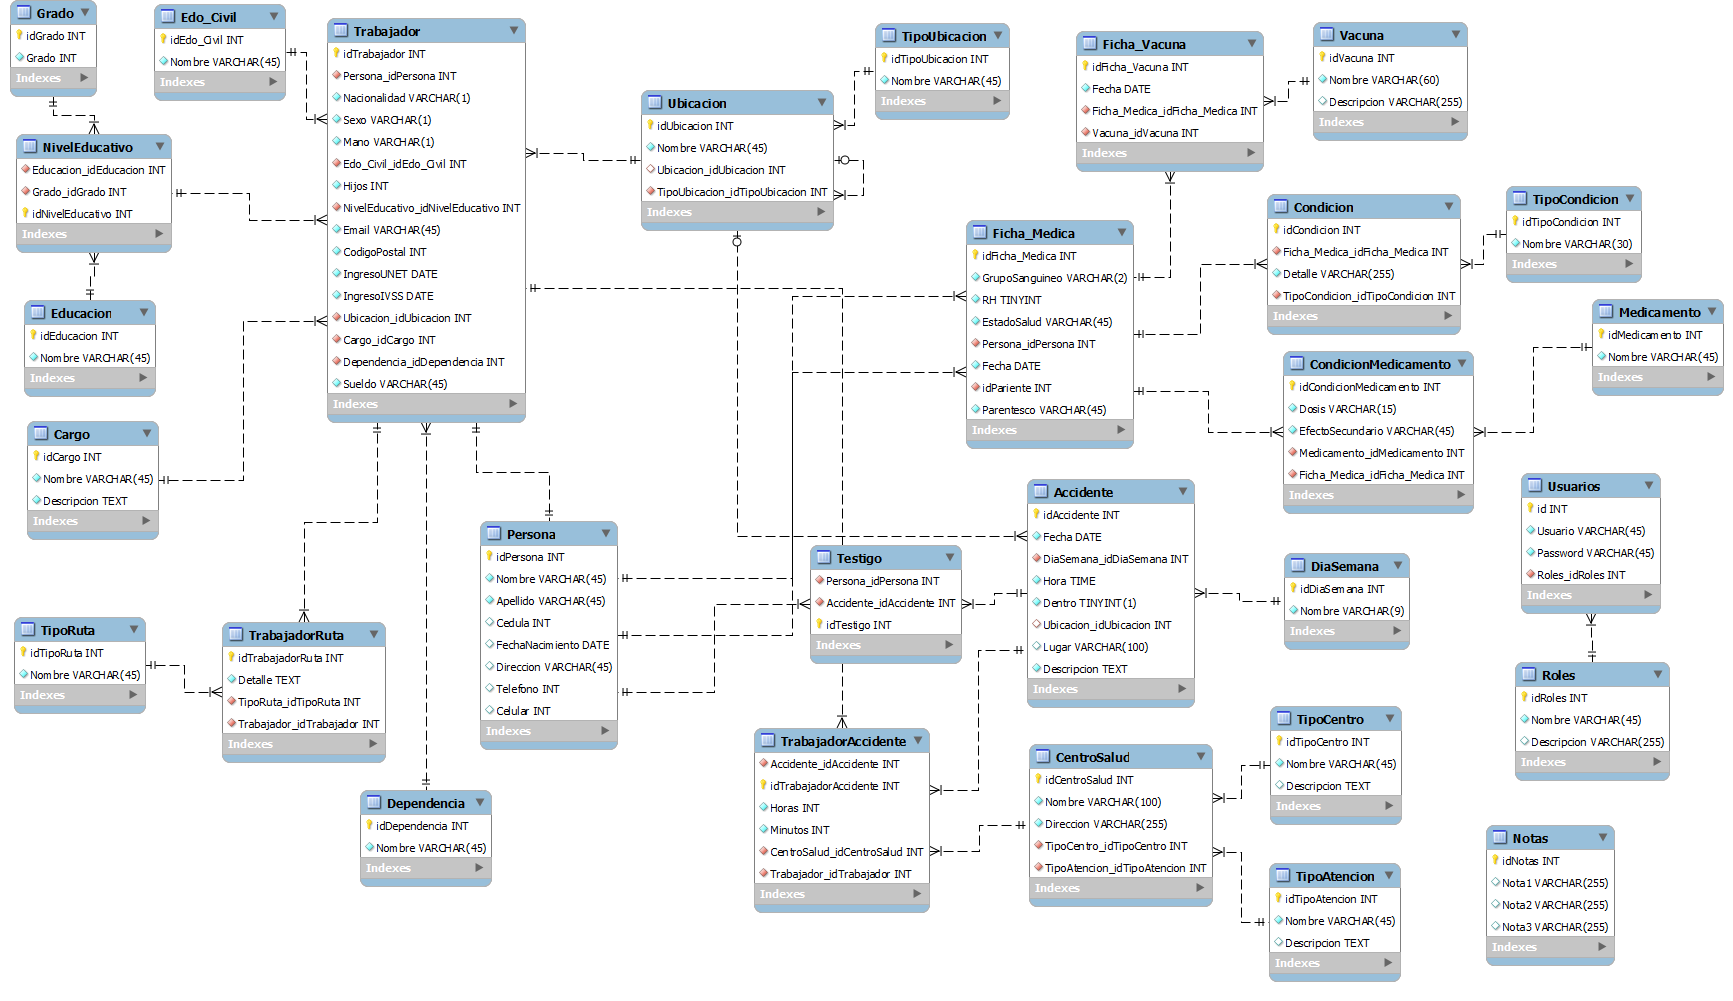 Grado
idGrado INT
Grado INT
Indexes
Edo_Civil
idEdo_Civil INT
Nombre VARCHAR(45)
Indexes
Trabajador
idTrabajador INT
Persona_idPersona INT
Nacionalidad VARCHAR(1)
Sexo VARCHAR(1)
Mano VARCHAR(1)
Edo_Civil_idEdo_Civil INT
Hijos INT
NivelEducativo_idNivelEducativo INT
Email VARCHAR(45)
CodigoPostal INT
IngresoUNET DATE
IngresoIVSS DATE
Ubicacion_idUbicacion INT
Cargo_idCargo INT
Dependencia_idDependencia INT
Sueldo VARCHAR(45)
Indexes
TipoUbicacion
idTipoUbicacion INT
Nombre VARCHAR(45)
Indexes
Ubicacion
idUbicacion INT
Nombre VARCHAR(45)
Ubicacion_idUbicacion INT
TipoUbicacion_idTipoUbicacion INT
Indexes
Ficha_Vacuna
idFicha_Vacuna INT
Fecha DATE
Ficha_Medica_idFicha_Medica INT
Vacuna_idVacuna INT
Indexes
Vacuna
idVacuna INT
Nombre VARCHAR(60)
Descripcion VARCHAR(255)
Indexes
NivelEducativo
Educacion_idEducacion INT
Grado_idGrado INT
idNivelEducativo INT
Indexes
Ficha_Medica
idFicha_Medica INT
GrupoSanguineo VARCHAR(2)
RH TINYINT
EstadoSalud VARCHAR(45)
Persona_idPersona INT
Fecha DATE
idPariente INT
Parentesco VARCHAR(45)
Indexes
Condicion
idCondicion INT
Ficha_Medica_idFicha_Medica INT
Detalle VARCHAR(255)
TipoCondicion_idTipoCondicion INT
Indexes
TipoCondicion
idTipoCondicion INT
Nombre VARCHAR(30)
Indexes
Educacion
idEducacion INT
Nombre VARCHAR(45)
Indexes
Medicamento
idMedicamento INT
Nombre VARCHAR(45)
Indexes
CondicionMedicamento
idCondicionMedicamento INT
Dosis VARCHAR(15)
EfectoSecundario VARCHAR(45)
Medicamento_idMedicamento INT
Ficha_Medica_idFicha_Medica INT
Indexes
Cargo
idCargo INT
Nombre VARCHAR(45)
Descripcion TEXT
Indexes
Persona
idPersona INT
Nombre VARCHAR(45)
Apellido VARCHAR(45)
Cedula INT
FechaNacimiento DATE
Direccion VARCHAR(45)
Telefono INT
Celular INT
Indexes
Testigo
Persona_idPersona INT
Accidente_idAccidente INT
idTestigo INT
Indexes
Accidente
idAccidente INT
Fecha DATE
DiaSemana_idDiaSemana INT
Hora TIME
Dentro TINYINT(1)
Ubicacion_idUbicacion INT
Lugar VARCHAR(100)
Descripcion TEXT
Indexes
DiaSemana
idDiaSemana INT
Nombre VARCHAR(9)
Indexes
Usuarios
id INT
Usuario VARCHAR(45)
Password VARCHAR(45)
Roles_idRoles INT
Indexes
TipoRuta
idTipoRuta INT
Nombre VARCHAR(45)
Indexes
TrabajadorRuta
idTrabajadorRuta INT
Detalle TEXT
TipoRuta_idTipoRuta INT
Trabajador_idTrabajador INT
Indexes
Roles
idRoles INT
Nombre VARCHAR(45)
Descripcion VARCHAR(255)
Indexes
Dependencia
idDependencia INT
Nombre VARCHAR(45)
Indexes
TrabajadorAccidente
Accidente_idAccidente INT
idTrabajadorAccidente INT
Horas INT
Minutos INT
CentroSalud_idCentroSalud INT
Trabajador_idTrabajador INT
Indexes
CentroSalud
idCentroSalud INT
Nombre VARCHAR(100)
Direccion VARCHAR(255)
TipoCentro_idTipoCentro INT
TipoAtencion_idTipoAtencion INT
Indexes
TipoCentro
idTipoCentro INT
Nombre VARCHAR(45)
Descripcion TEXT
Indexes
TipoAtencion
idTipoAtencion INT
Nombre VARCHAR(45)
Descripcion TEXT
Indexes
Notas
idNotas INT
Nota1 VARCHAR(255)
Nota2 VARCHAR(255)
Nota3 VARCHAR(255)
Indexes